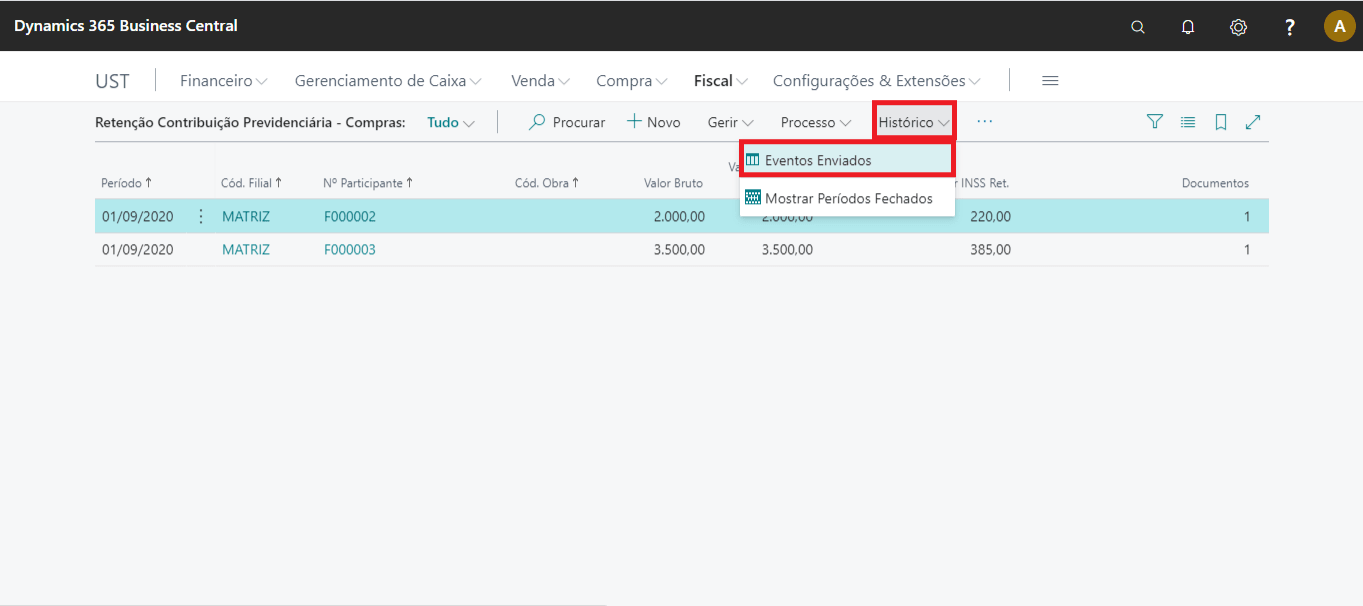 Dynamics 365 Business Central
? A
UST Financeiro Gerenciamento de Caixa Venda Compra Fiscal Configurações & Extensões
Retenção Contribuição Previdenciária - Compras: Tudo Procurar Novo Gerir Processo Histórico ...
Eventos Enviados
Período ↑ Cód. Filial ↑ Nº Participante ↑ Cód. Obra ↑ Valor Bruto INSS Ret. Documentos
Mostrar Períodos Fechados
01/09/2020 MATRIZ F000002 2.000,00 2.000,00 220,00 1
01/09/2020 MATRIZ F000003 3.500,00 3.500,00 385,00 1